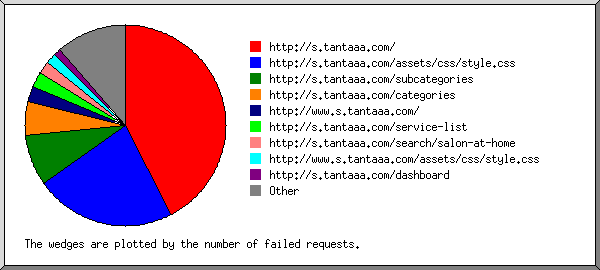 http://s.tantaaa.com/
http://s.tantaaa.com/assets/css/style.css
http://s.tantaaa.com/subcategories
http://s.tantaaa.com/categories
http://www.s.tantaaa.com/
http://s.tantaaa.com/service-list
http://s.tantaaa.com/search/salon-at-home
http://www.s.tantaaa.com/assets/css/style.css
http://s.tantaaa.com/dashboard
Other
The wedges are plotted by the number of failed requests.